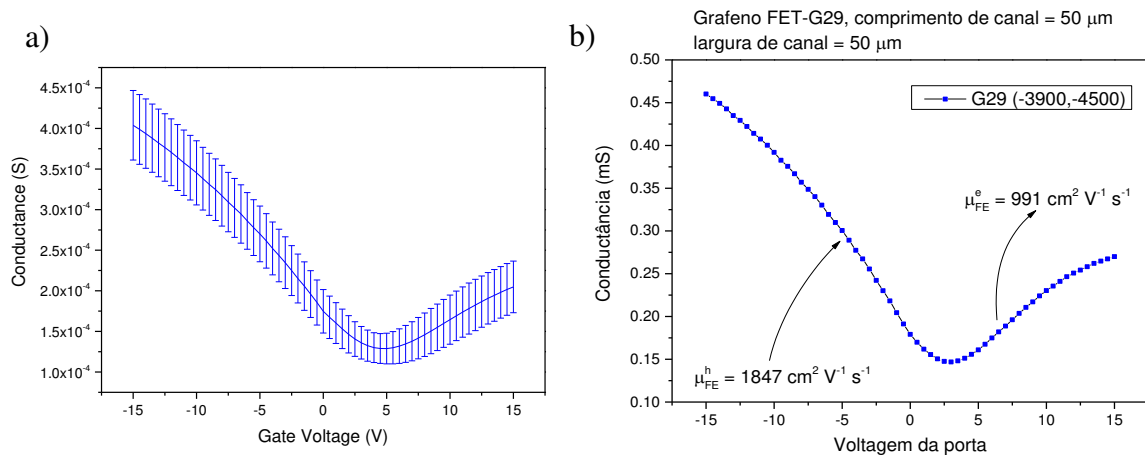 a)
4.5x10⁻⁴
4.0x10⁻⁴
3.5x10⁻⁴
3.0x10⁻⁴
2.5x10⁻⁴
2.0x10⁻⁴
1.5x10⁻⁴
1.0x10⁻⁴
Conductance (S)
-15 -10 -5 0 5 10 15
Gate Voltage (V)
b)
Grafeno FET-G29, comprimento de canal = 50 μm
largura de canal = 50 μm
0.50
0.45
0.40
0.35
0.30
0.25
0.20
0.15
0.10
Conductância (mS)
G29 (-3900,-4500)
μᵉ_FE = 991 cm² V⁻¹ s⁻¹
μʰ_FE = 1847 cm² V⁻¹ s⁻¹
-15 -10 -5 0 5 10 15
Voltagem da porta